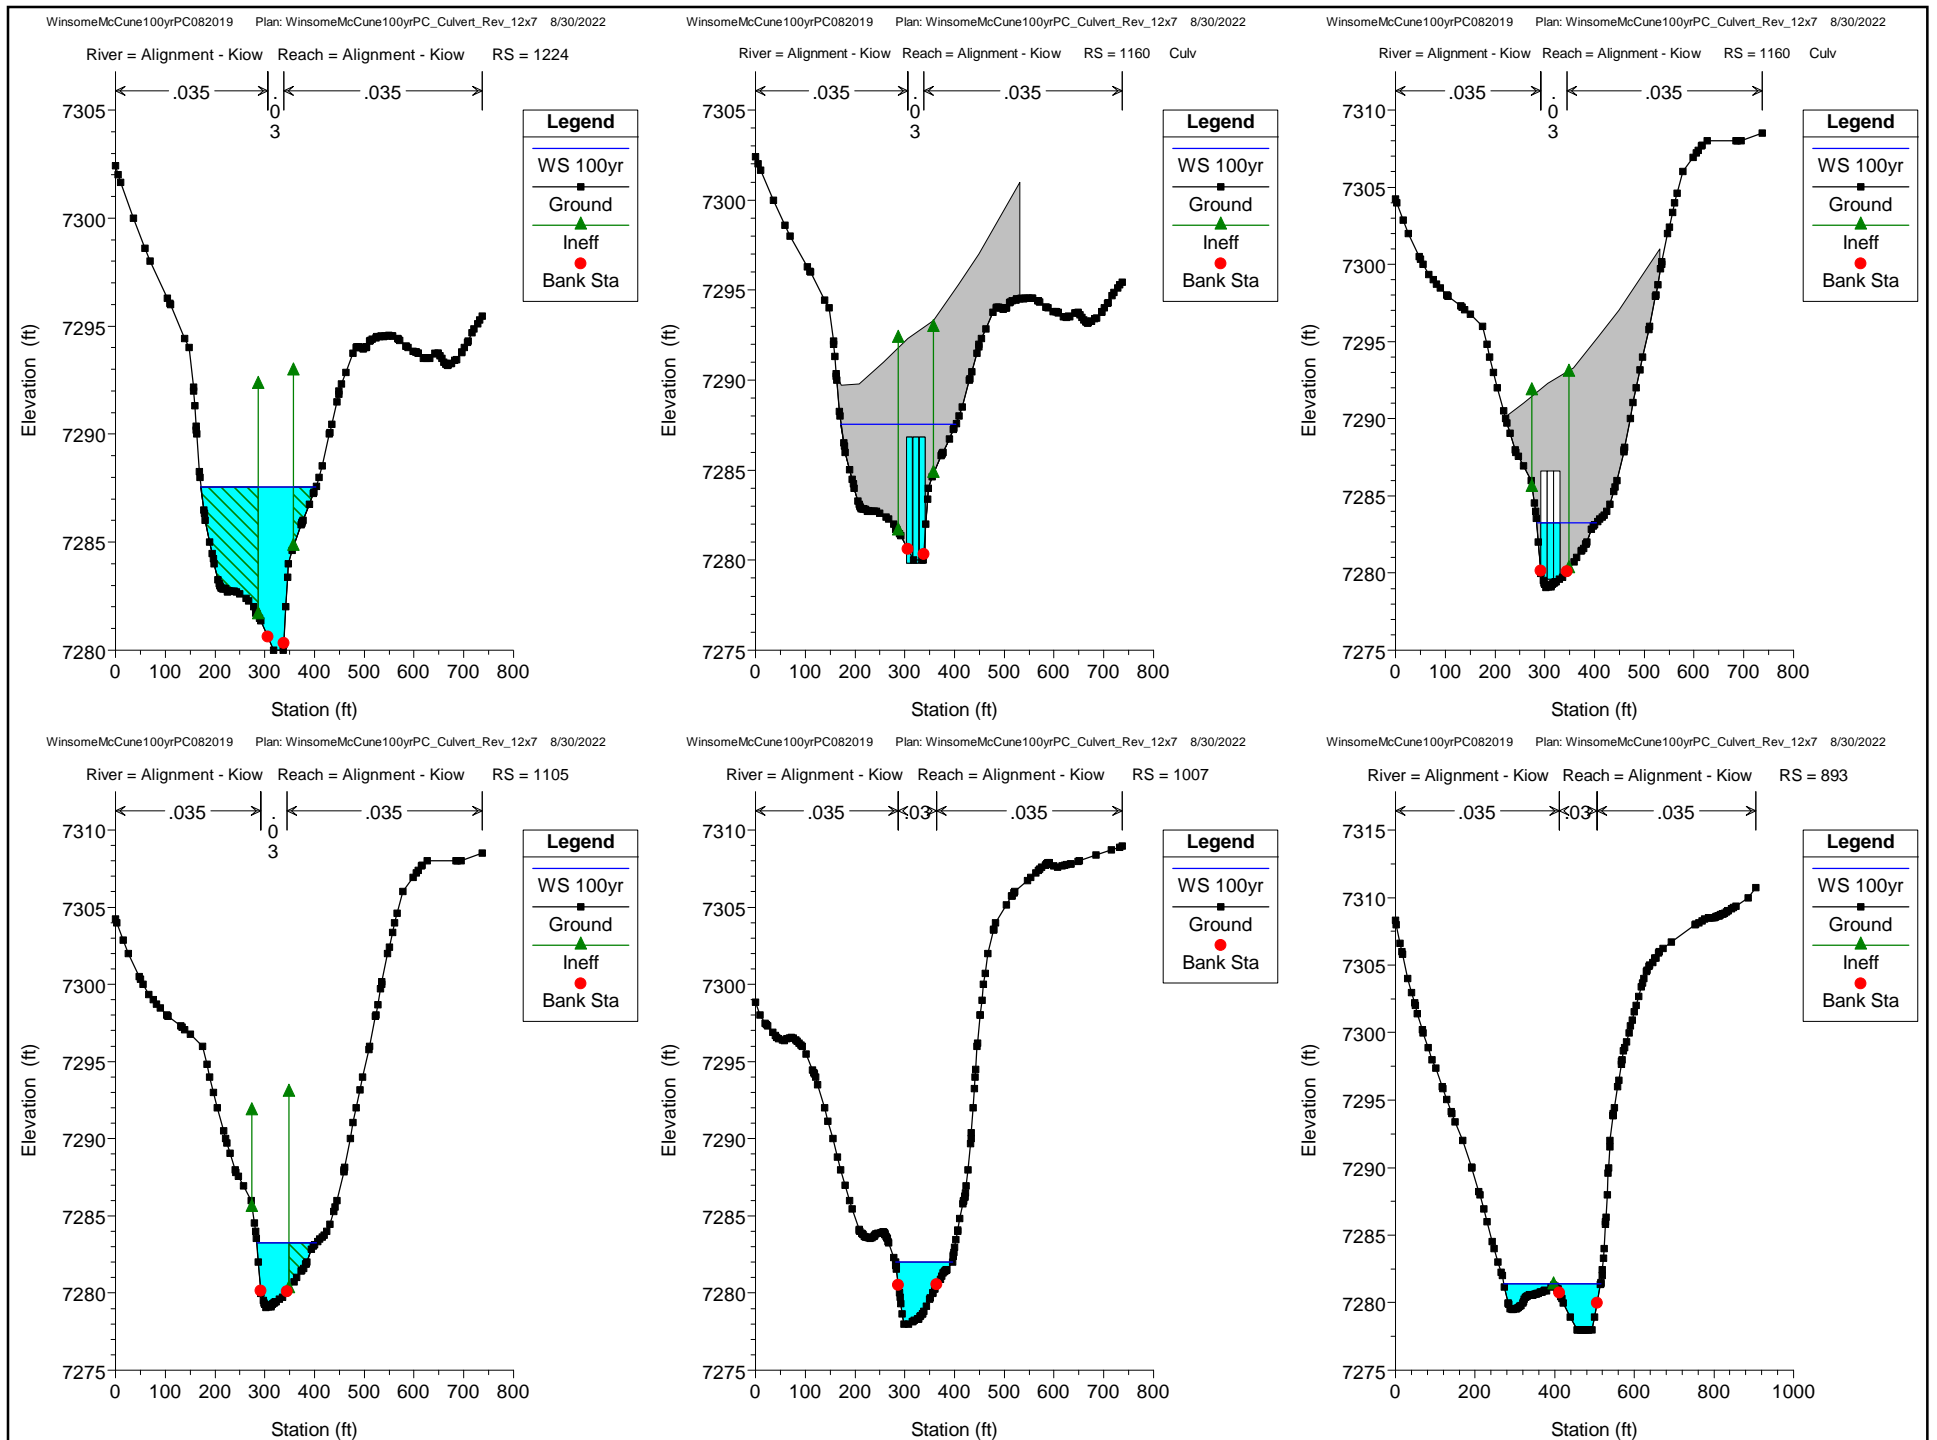 WinsomeMcCune100yrPC082019 Plan: WinsomeMcCune100yrPC_Culvert_Rev_12x7 8/30/2022
River = Alignment - Kiow Reach = Alignment - Kiow RS = 1224
.035 .03 .035
7305
7300
7295
7290
7285
7280
Elevation (ft)
0 100 200 300 400 500 600 700 800
Station (ft)
Legend
WS 100yr
Ground
Ineff
Bank Sta
WinsomeMcCune100yrPC082019 Plan: WinsomeMcCune100yrPC_Culvert_Rev_12x7 8/30/2022
River = Alignment - Kiow Reach = Alignment - Kiow RS = 1160 Culv
.035 .03 .035
7305
7300
7295
7290
7285
7280
7275
Elevation (ft)
0 100 200 300 400 500 600 700 800
Station (ft)
Legend
WS 100yr
Ground
Ineff
Bank Sta
WinsomeMcCune100yrPC082019 Plan: WinsomeMcCune100yrPC_Culvert_Rev_12x7 8/30/2022
River = Alignment - Kiow Reach = Alignment - Kiow RS = 1160 Culv
.035 .03 .035
7310
7305
7300
7295
7290
7285
7280
7275
Elevation (ft)
0 100 200 300 400 500 600 700 800
Station (ft)
Legend
WS 100yr
Ground
Ineff
Bank Sta
WinsomeMcCune100yrPC082019 Plan: WinsomeMcCune100yrPC_Culvert_Rev_12x7 8/30/2022
River = Alignment - Kiow Reach = Alignment - Kiow RS = 1105
.035 .03 .035
7310
7305
7300
7295
7290
7285
7280
7275
Elevation (ft)
0 100 200 300 400 500 600 700 800
Station (ft)
Legend
WS 100yr
Ground
Ineff
Bank Sta
WinsomeMcCune100yrPC082019 Plan: WinsomeMcCune100yrPC_Culvert_Rev_12x7 8/30/2022
River = Alignment - Kiow Reach = Alignment - Kiow RS = 1007
.035 .03 .035
7310
7305
7300
7295
7290
7285
7280
7275
Elevation (ft)
0 100 200 300 400 500 600 700 800
Station (ft)
Legend
WS 100yr
Ground
Bank Sta
WinsomeMcCune100yrPC082019 Plan: WinsomeMcCune100yrPC_Culvert_Rev_12x7 8/30/2022
River = Alignment - Kiow Reach = Alignment - Kiow RS = 893
.035 .03 .035
7315
7310
7305
7300
7295
7290
7285
7280
7275
Elevation (ft)
0 200 400 600 800 1000
Station (ft)
Legend
WS 100yr
Ground
Ineff
Bank Sta